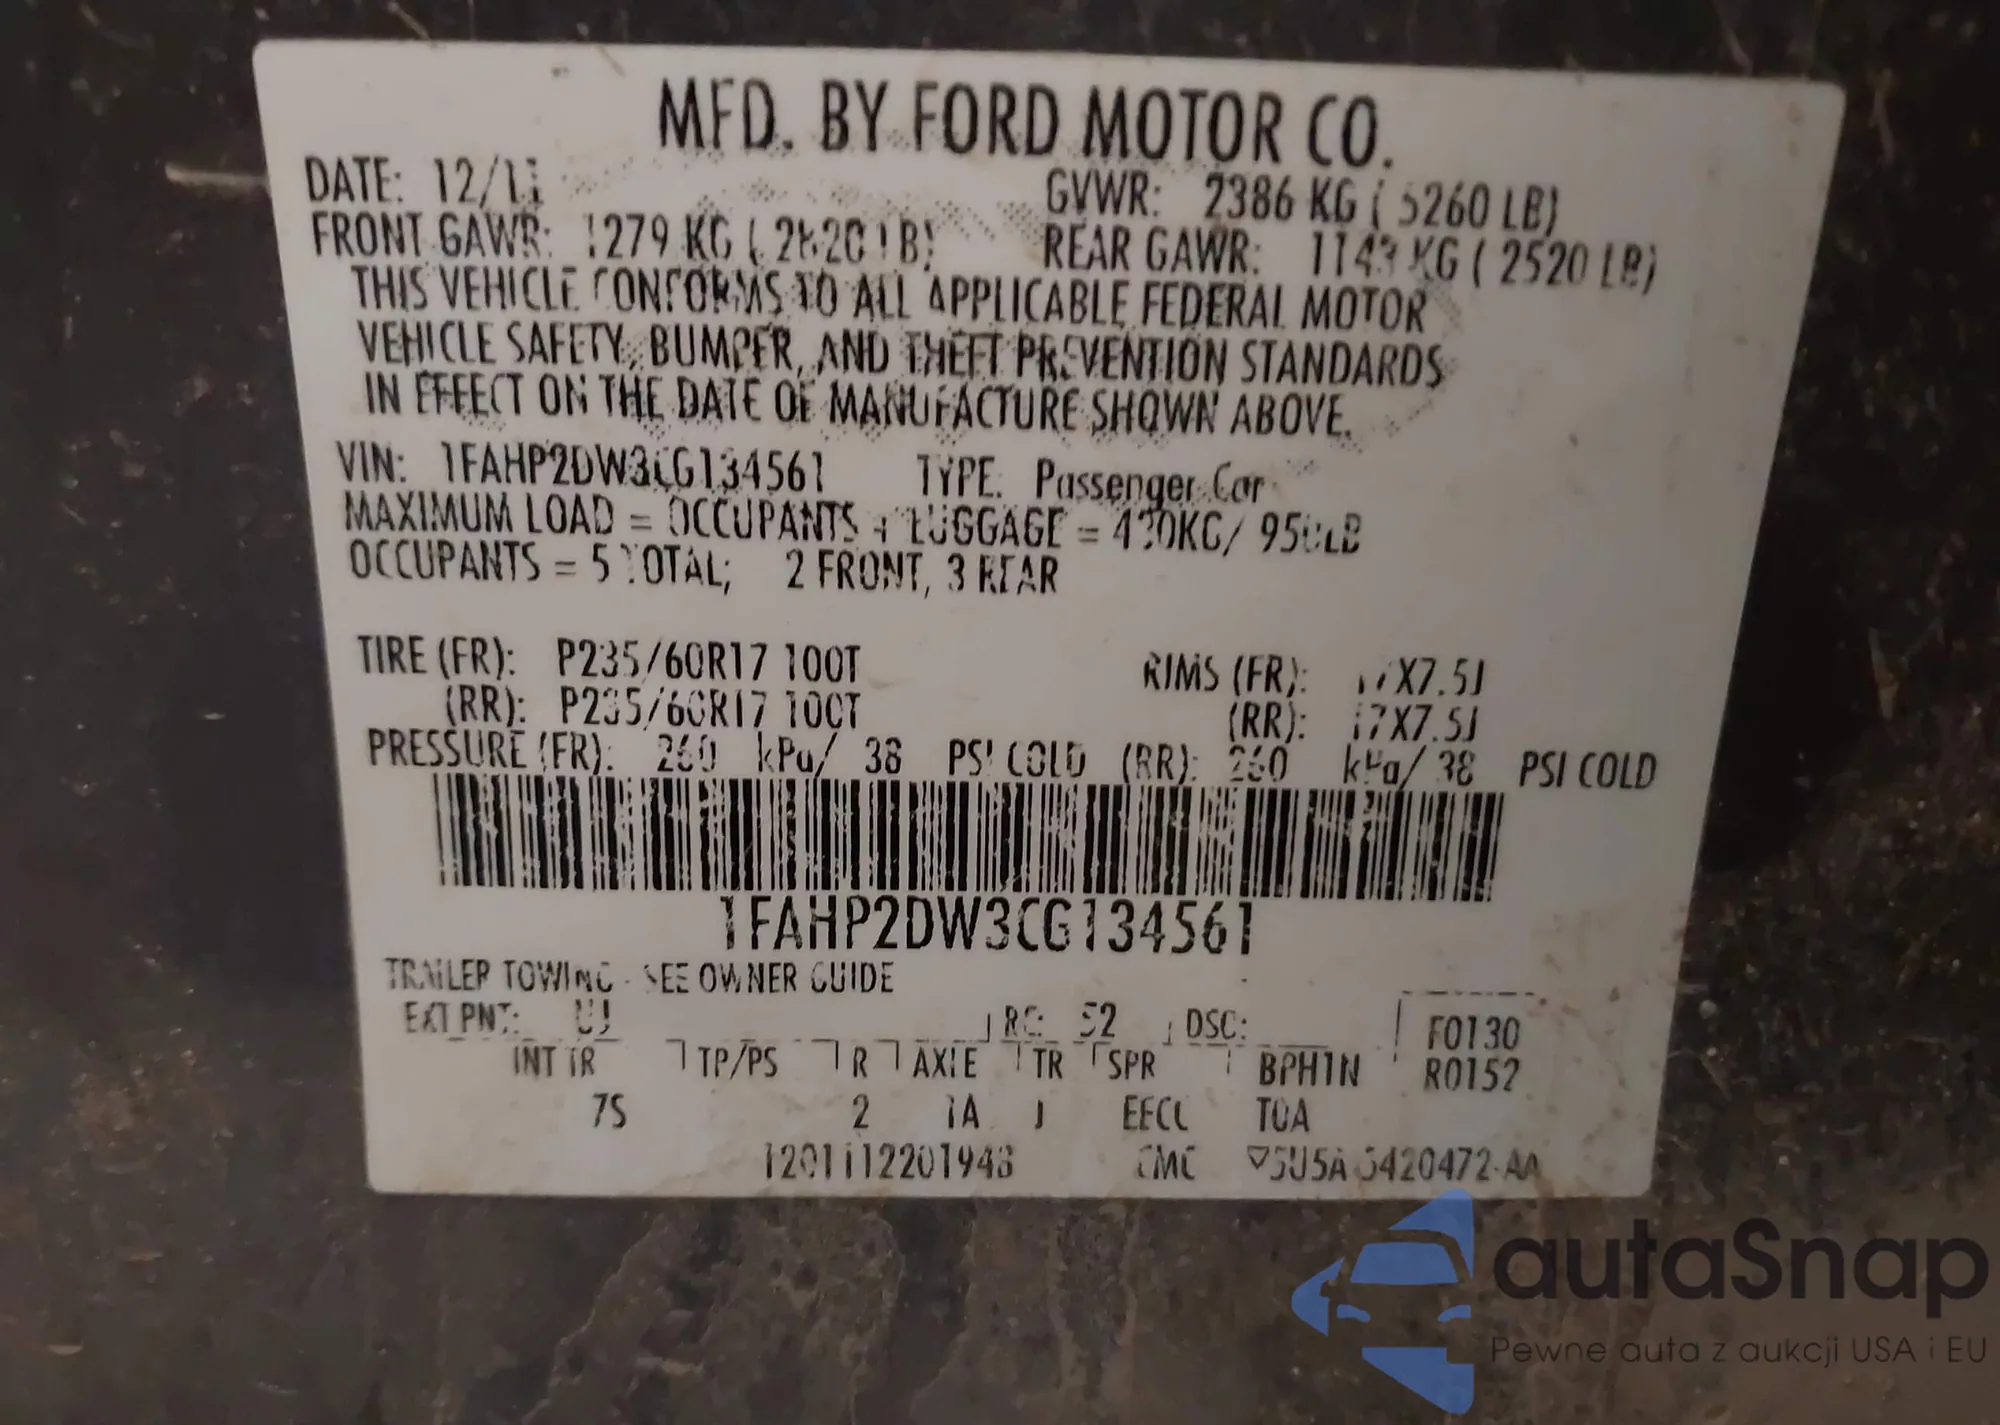 MFD. BY FORD MOTOR CO.
DATE: 12/11 GVWR: 2386 KG ( 5260 LB)
FRONT GAWR: 1279 KG ( 2820 LB) REAR GAWR: 1143 KG ( 2520 LB)
THIS VEHICLE CONFORMS TO ALL APPLICABLE FEDERAL MOTOR
VEHICLE SAFETY, BUMPER, AND THEFT PREVENTION STANDARDS
IN EFFECT ON THE DATE OF MANUFACTURE SHOWN ABOVE.
VIN: 1FAHP2DW3CG134561 TYPE: Passenger Car
MAXIMUM LOAD = OCCUPANTS + LUGGAGE = 430KG/ 950LB
OCCUPANTS = 5 TOTAL; 2 FRONT, 3 REAR
TIRE (FR): P235/60R17 100T RIMS (FR): 17X7.5J
(RR): P235/60R17 100T (RR): 17X7.5J
PRESSURE (FR): 260 kPa/ 38 PSI COLD (RR): 260 kPa/ 38 PSI COLD
1FAHP2DW3CG134561
TRAILER TOWING - SEE OWNER GUIDE
EXT PNT: RC: 52 DSC: F0130
INT TR TP/PS R AXLE TR SPR BPH1N R0152
7S 2 1A J TOA
5U5A 5420472-AA
autaSnap
Pewne auta z aukcji USA i EU